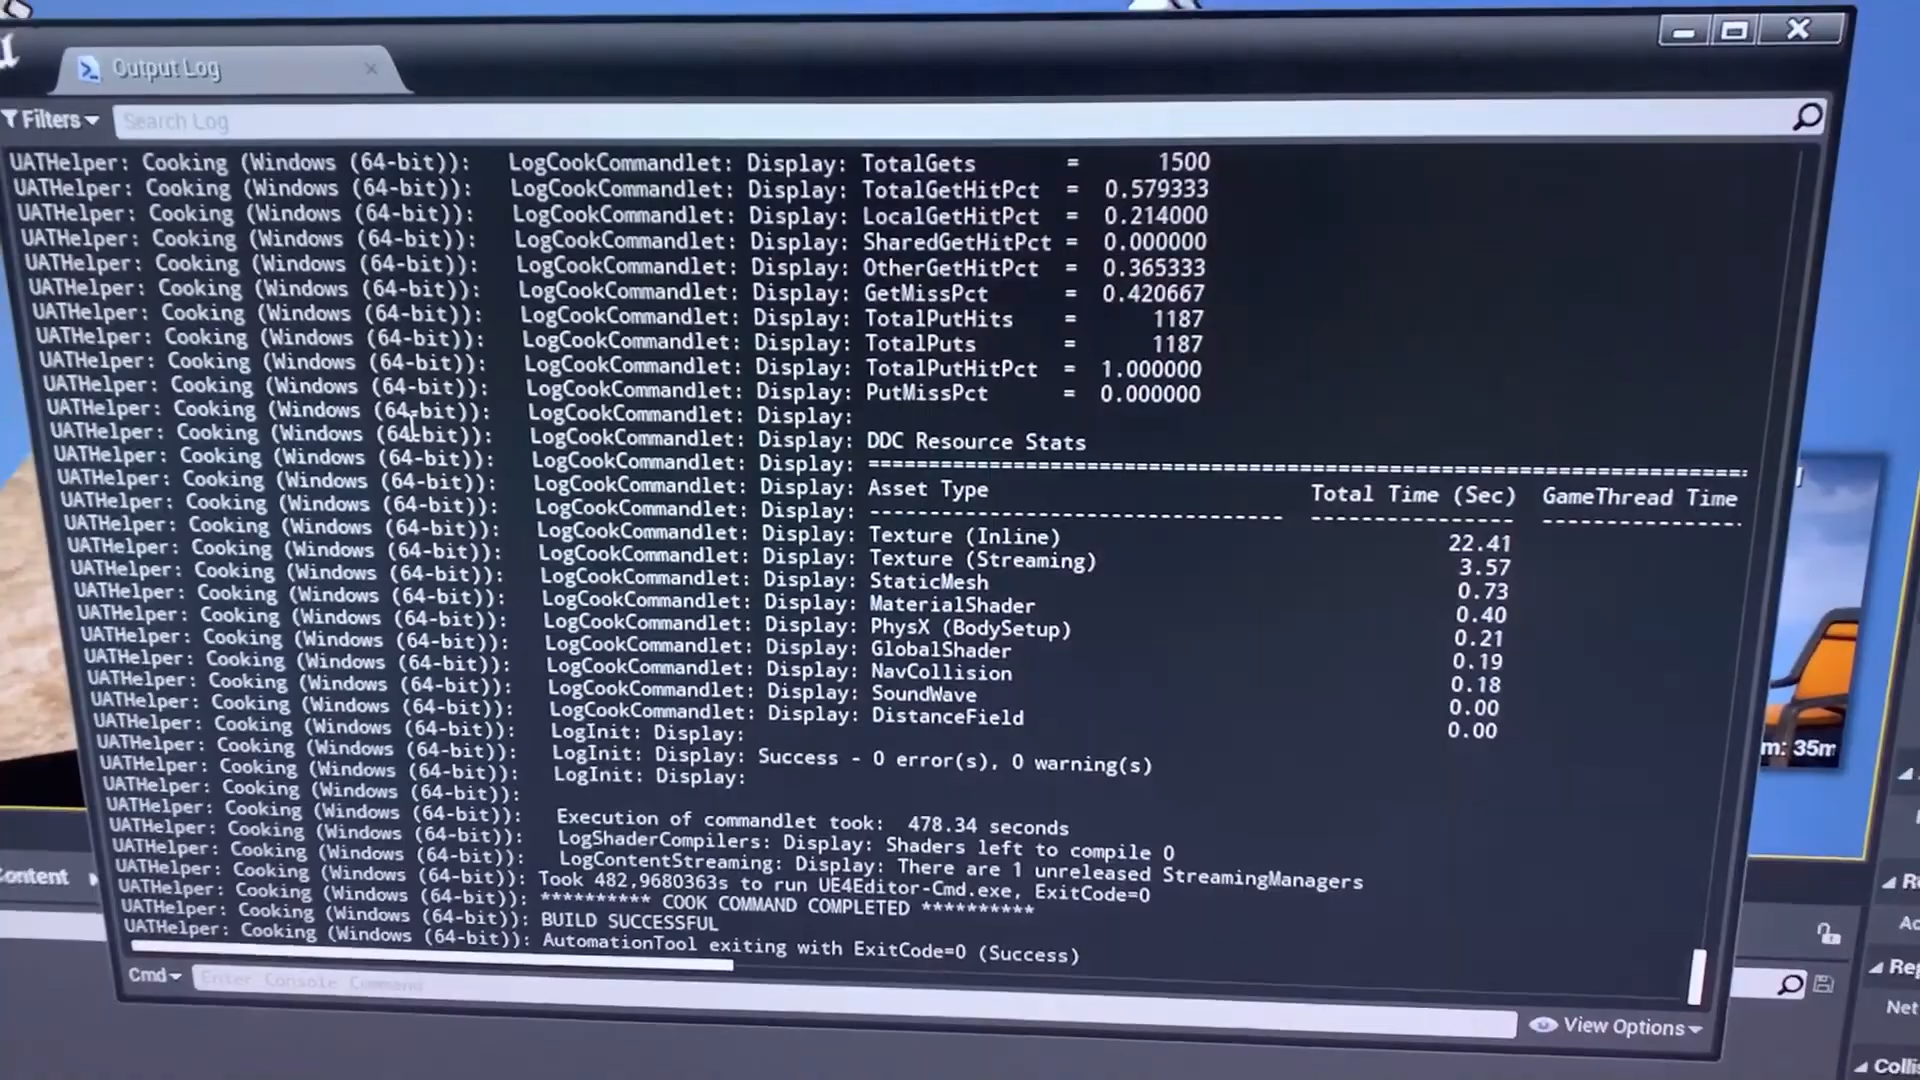 Output Log
Filters
Search Log
UATHelper: Cooking (Windows (64-bit)): LogCookCommandlet: Display: TotalGets = 1500
UATHelper: Cooking (Windows (64-bit)): LogCookCommandlet: Display: TotalGetHitPct = 0.579333
UATHelper: Cooking (Windows (64-bit)): LogCookCommandlet: Display: LocalGetHitPct = 0.214000
UATHelper: Cooking (Windows (64-bit)): LogCookCommandlet: Display: SharedGetHitPct = 0.000000
UATHelper: Cooking (Windows (64-bit)): LogCookCommandlet: Display: OtherGetHitPct = 0.365333
UATHelper: Cooking (Windows (64-bit)): LogCookCommandlet: Display: GetMissPct = 0.420667
UATHelper: Cooking (Windows (64-bit)): LogCookCommandlet: Display: TotalPutHits = 1187
UATHelper: Cooking (Windows (64-bit)): LogCookCommandlet: Display: TotalPuts = 1187
UATHelper: Cooking (Windows (64-bit)): LogCookCommandlet: Display: TotalPutHitPct = 1.000000
UATHelper: Cooking (Windows (64-bit)): LogCookCommandlet: Display: PutMissPct = 0.000000
UATHelper: Cooking (Windows (64-bit)): LogCookCommandlet: Display:
UATHelper: Cooking (Windows (64-bit)): LogCookCommandlet: Display: DDC Resource Stats
UATHelper: Cooking (Windows (64-bit)): LogCookCommandlet: Display: =======================================================================================================
UATHelper: Cooking (Windows (64-bit)): LogCookCommandlet: Display: Asset Type Total Time (Sec) GameThread Time
UATHelper: Cooking (Windows (64-bit)): LogCookCommandlet: Display: ---------------------------------- ---------------- ----------------
UATHelper: Cooking (Windows (64-bit)): LogCookCommandlet: Display: Texture (Inline) 22.41
UATHelper: Cooking (Windows (64-bit)): LogCookCommandlet: Display: Texture (Streaming) 3.57
UATHelper: Cooking (Windows (64-bit)): LogCookCommandlet: Display: StaticMesh 0.73
UATHelper: Cooking (Windows (64-bit)): LogCookCommandlet: Display: MaterialShader 0.40
UATHelper: Cooking (Windows (64-bit)): LogCookCommandlet: Display: PhysX (BodySetup) 0.21
UATHelper: Cooking (Windows (64-bit)): LogCookCommandlet: Display: GlobalShader 0.19
UATHelper: Cooking (Windows (64-bit)): LogCookCommandlet: Display: NavCollision 0.18
UATHelper: Cooking (Windows (64-bit)): LogCookCommandlet: Display: SoundWave 0.00
UATHelper: Cooking (Windows (64-bit)): LogCookCommandlet: Display: DistanceField 0.00
UATHelper: Cooking (Windows (64-bit)): LogInit: Display:
UATHelper: Cooking (Windows (64-bit)): LogInit: Display: Success - 0 error(s), 0 warning(s)
UATHelper: Cooking (Windows (64-bit)): LogInit: Display:
UATHelper: Cooking (Windows (64-bit)):
UATHelper: Cooking (Windows (64-bit)): Execution of commandlet took: 478.34 seconds
UATHelper: Cooking (Windows (64-bit)): LogShaderCompilers: Display: Shaders left to compile 0
UATHelper: Cooking (Windows (64-bit)): LogContentStreaming: Display: There are 1 unreleased StreamingManagers
UATHelper: Cooking (Windows (64-bit)): Took 482,9680363s to run UE4Editor-Cmd.exe, ExitCode=0
UATHelper: Cooking (Windows (64-bit)): ********** COOK COMMAND COMPLETED **********
UATHelper: Cooking (Windows (64-bit)): BUILD SUCCESSFUL
UATHelper: Cooking (Windows (64-bit)): AutomationTool exiting with ExitCode=0 (Success)
Cmd
Enter Console Command
View Options
ontent
m: 35m
Re
Ac
Rep
Net
Colli